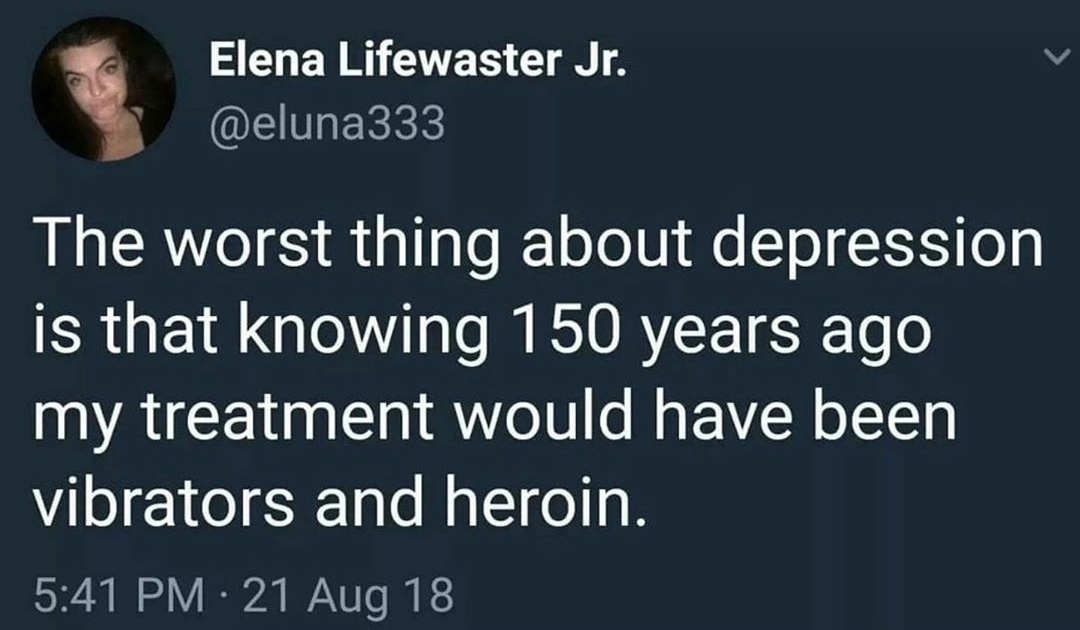 Elena Lifewaster Jr.
@eluna333
The worst thing about depression
is that knowing 150 years ago
my treatment would have been
vibrators and heroin.
5:41 PM · 21 Aug 18